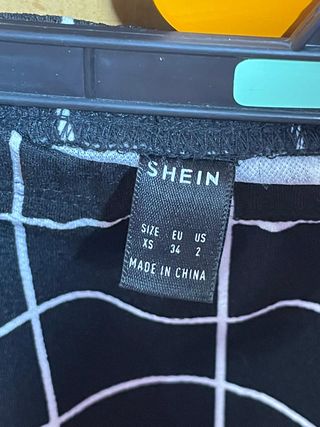 SHEIN
SIZE EU US
XS 34 2
MADE IN CHINA